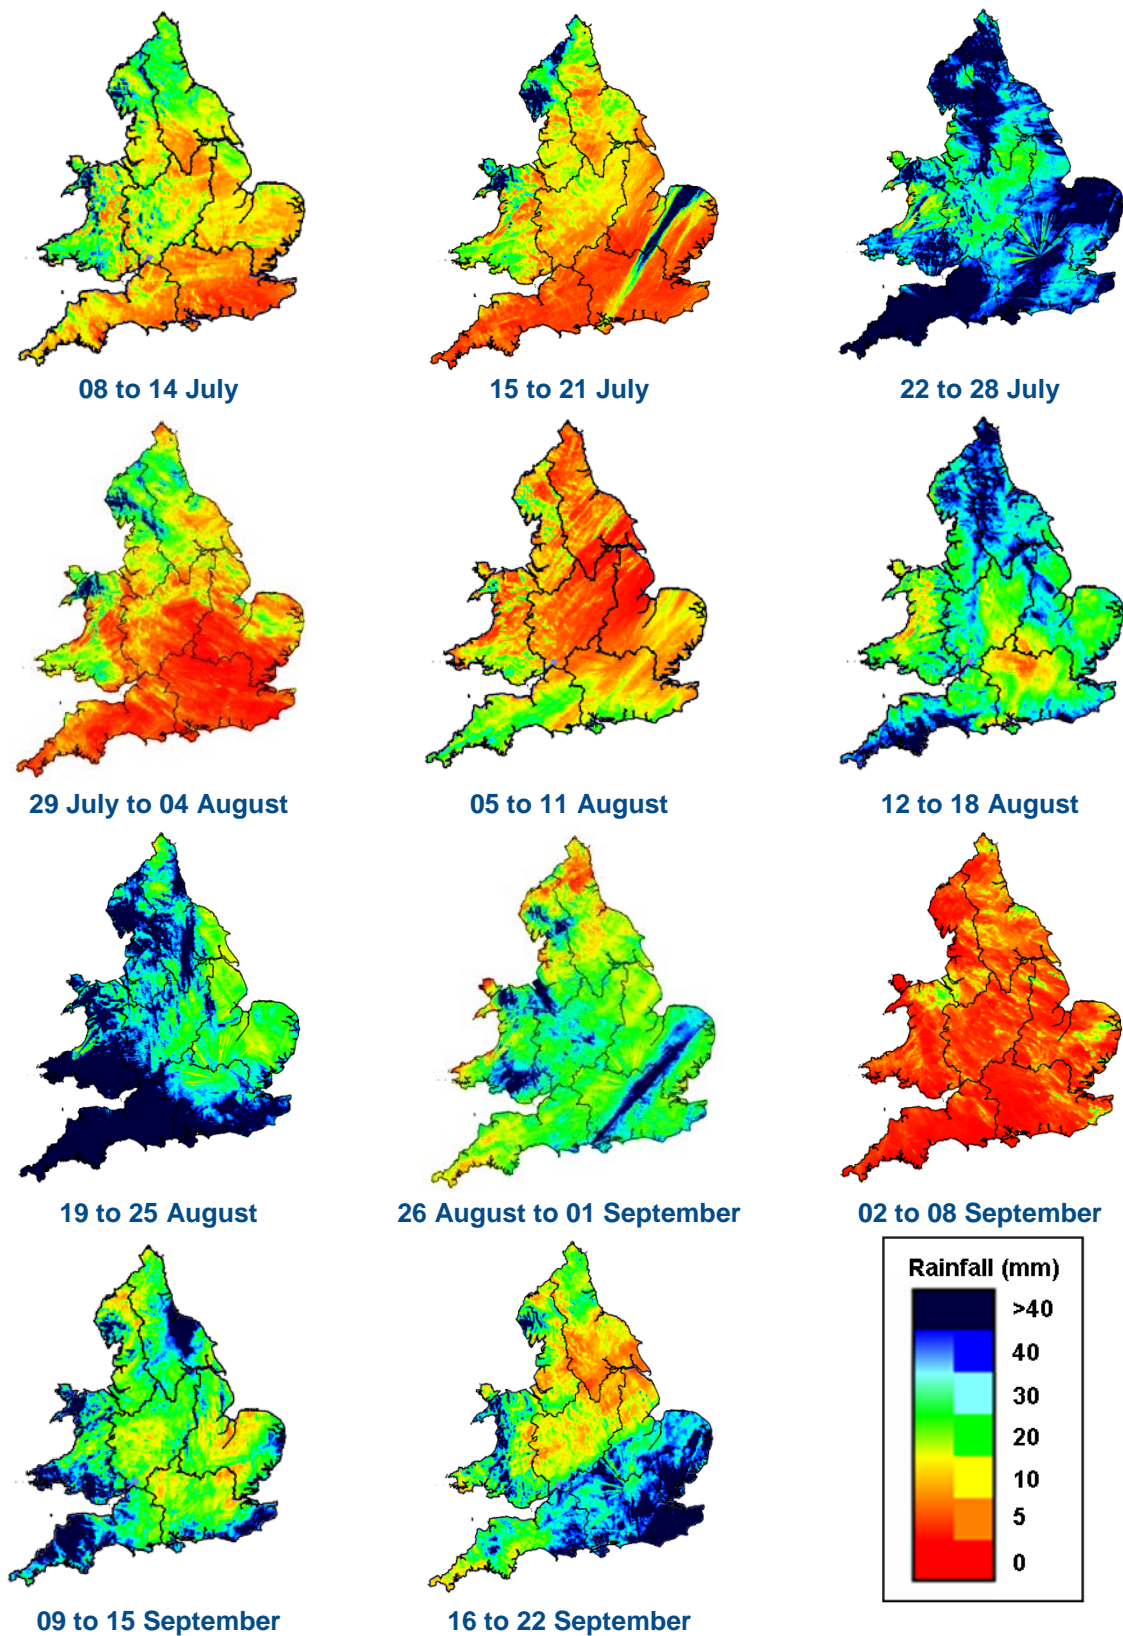 08 to 14 July
15 to 21 July
22 to 28 July
29 July to 04 August
05 to 11 August
12 to 18 August
19 to 25 August
26 August to 01 September
02 to 08 September
Rainfall (mm)
>40
40
30
20
10
5
0
09 to 15 September
16 to 22 September